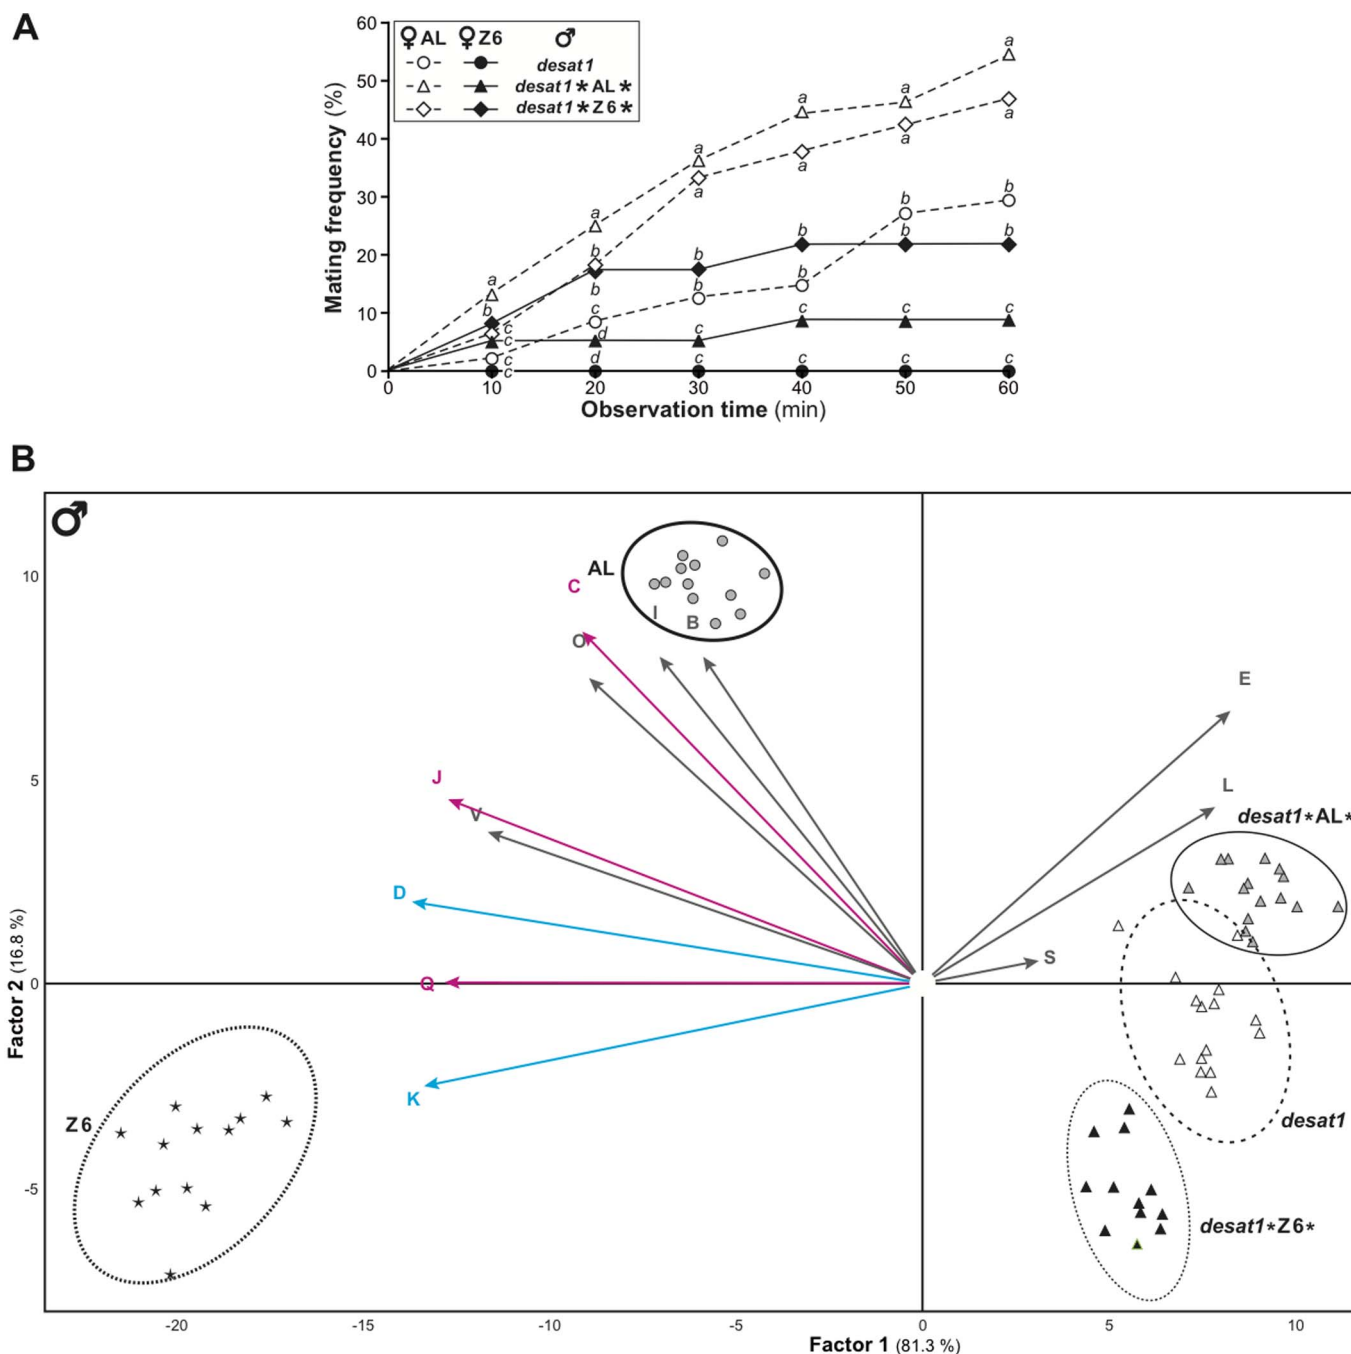 A
♀AL ♀Z6 ♂
desat1
desat1*AL*
desat1*Z6*
Mating frequency (%)
60
50
40
30
20
10
0
a
a
a
a
a
a
a
b
a
b
b
a
a
b
b
b
b
b
b
c
b
b
c
c
d
c
c
c
c
c
c
d
c
c
c
c
0 10 20 30 40 50 60
Observation time (min)
B
♂
Factor 2 (16.8 %)
10
5
0
-5
AL
C
I
B
O
E
J
V
L
desat1*AL*
D
S
Q
K
Z6
desat1
desat1*Z6*
-20 -15 -10 -5 0 5 10
Factor 1 (81.3 %)